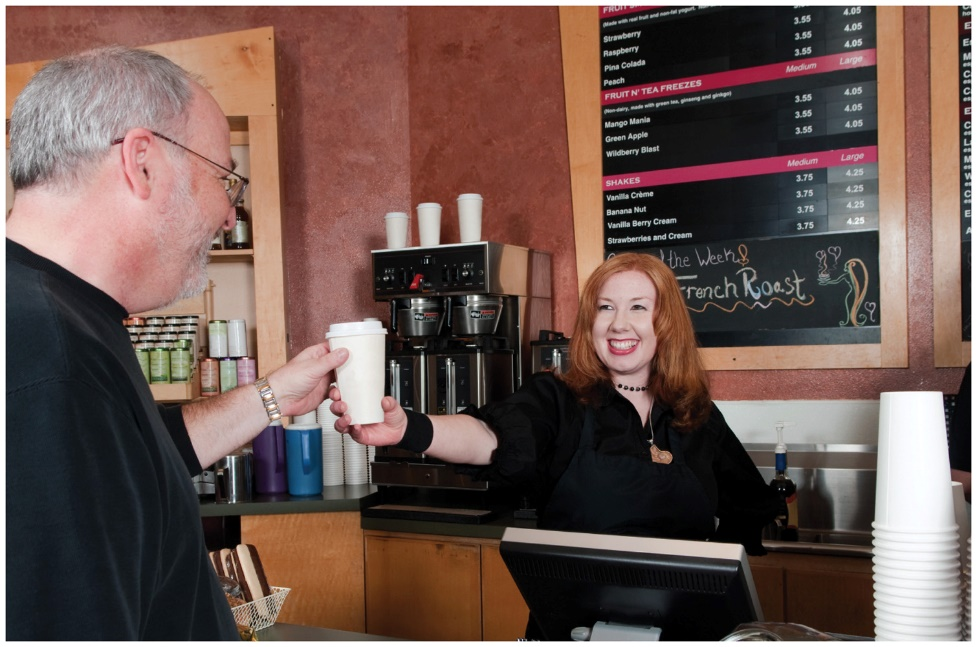 FRUIT
(Made with real fruit and non-fat yogurt.
3.55 4.05
Strawberry 3.55 4.05
Raspberry 3.55 4.05
Pina Colada 3.55 4.05
Peach
FRUIT N' TEA FREEZES Medium Large
(Non-dairy, made with green tea, ginseng and ginkgo)
Mango Mania 3.55 4.05
Green Apple 3.55 4.05
Wildberry Blast 3.55 4.05
SHAKES Medium Large
Vanilla Crème 3.75 4.25
Banana Nut 3.75 4.25
Vanilla Berry Cream 3.75 4.25
Strawberries and Cream 3.75 4.25
the Week!
French Roast